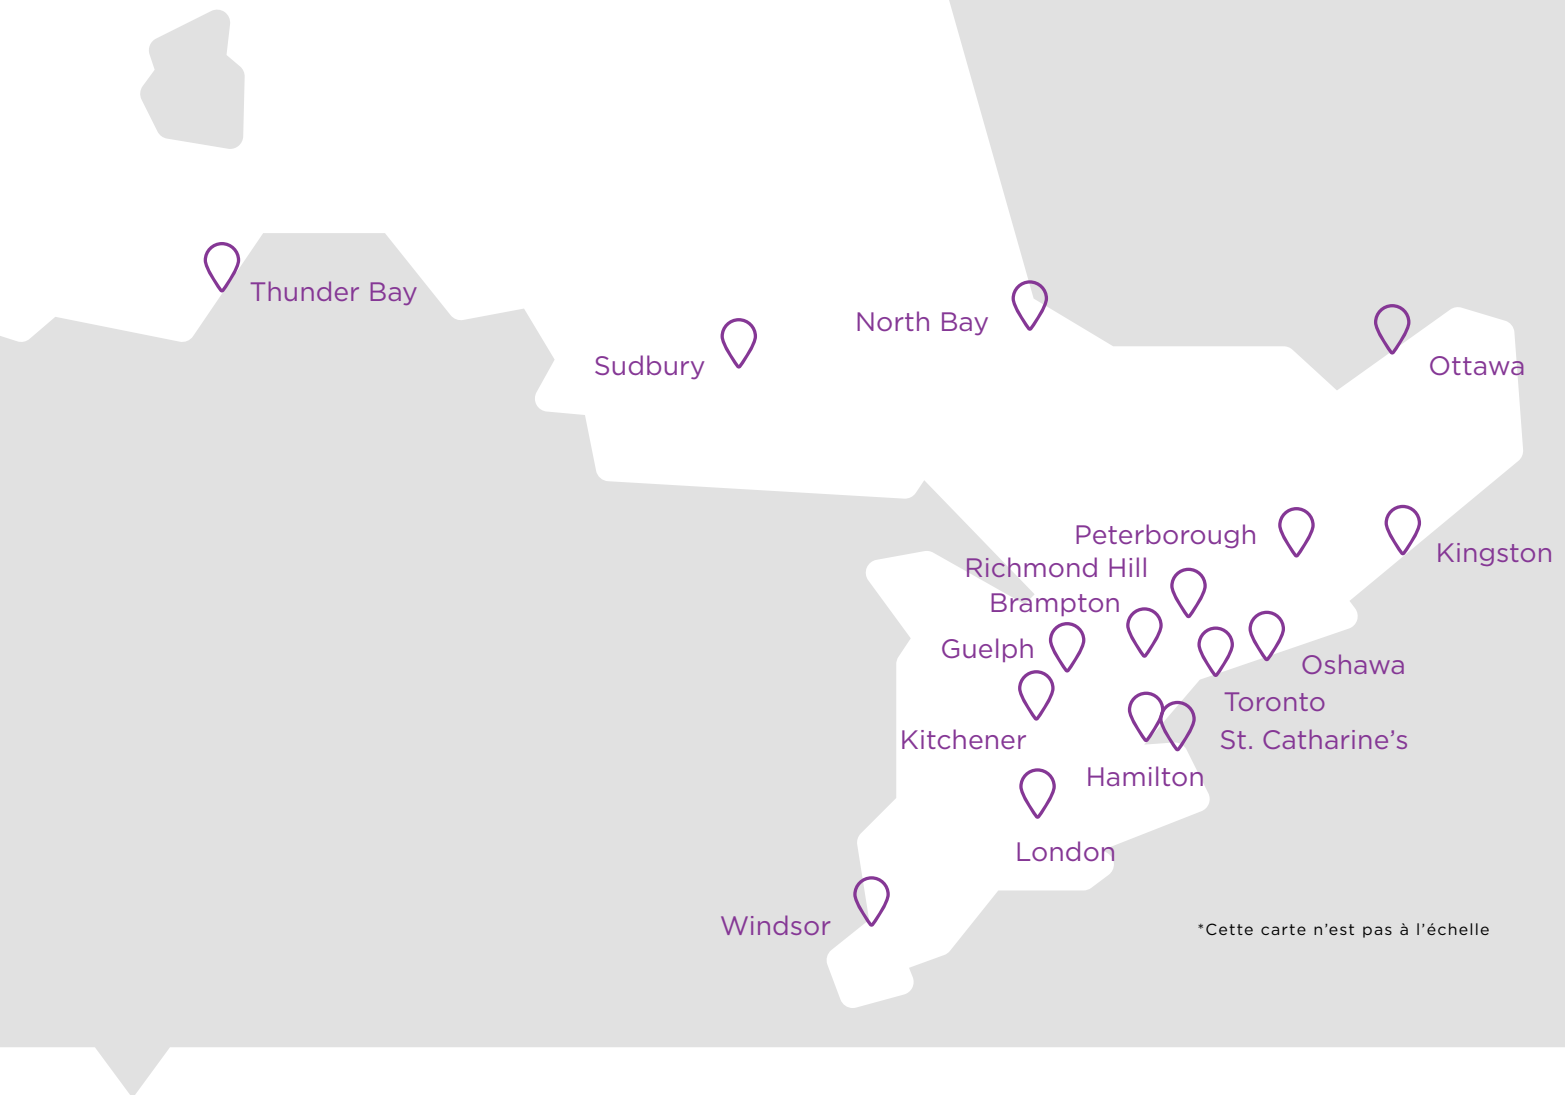 Thunder Bay
North Bay
Sudbury
Ottawa
Peterborough
Kingston
Richmond Hill
Brampton
Guelph
Oshawa
Toronto
Kitchener
St. Catharine’s
Hamilton
London
Windsor
*Cette carte n’est pas à l’échelle